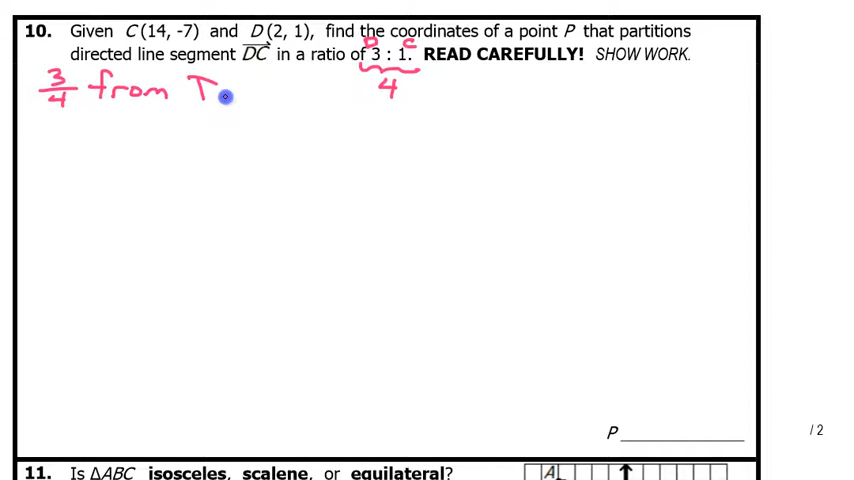 10. Given C(14, -7) and D(2, 1), find the coordinates of a point P that partitions
directed line segment DC in a ratio of 3 : 1. READ CAREFULLY! SHOW WORK.
D C
4
3/4 from
P ________________ / 2
11. Is ΔABC isosceles, scalene, or equilateral?
A